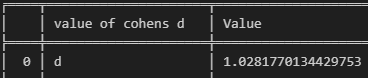 value of cohens d Value
0 d 1.0281770134429753